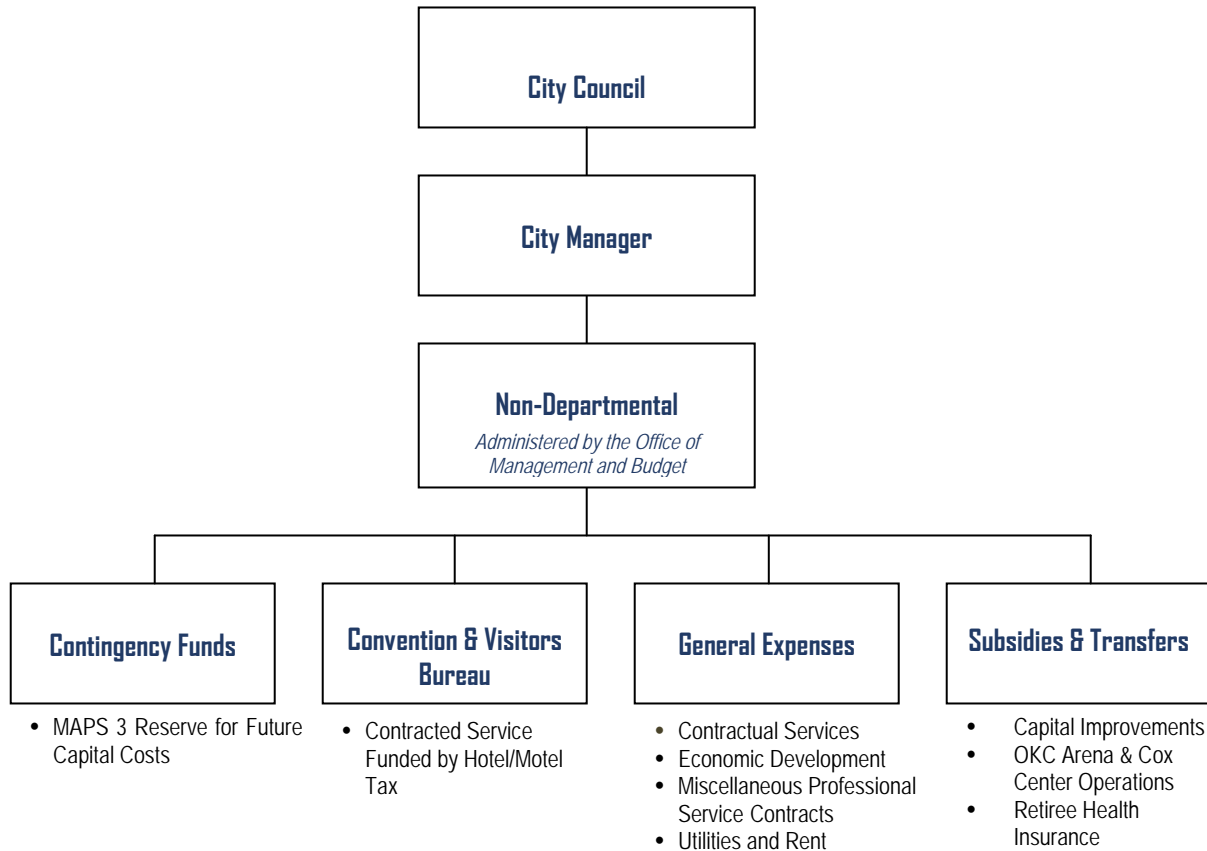 City Council
City Manager
Non-Departmental
Administered by the Office of
Management and Budget
Contingency Funds
• MAPS 3 Reserve for Future
Capital Costs
Convention & Visitors
Bureau
• Contracted Service
Funded by Hotel/Motel
Tax
General Expenses
• Contractual Services
• Economic Development
• Miscellaneous Professional
Service Contracts
• Utilities and Rent
Subsidies & Transfers
• Capital Improvements
• OKC Arena & Cox
Center Operations
• Retiree Health
Insurance